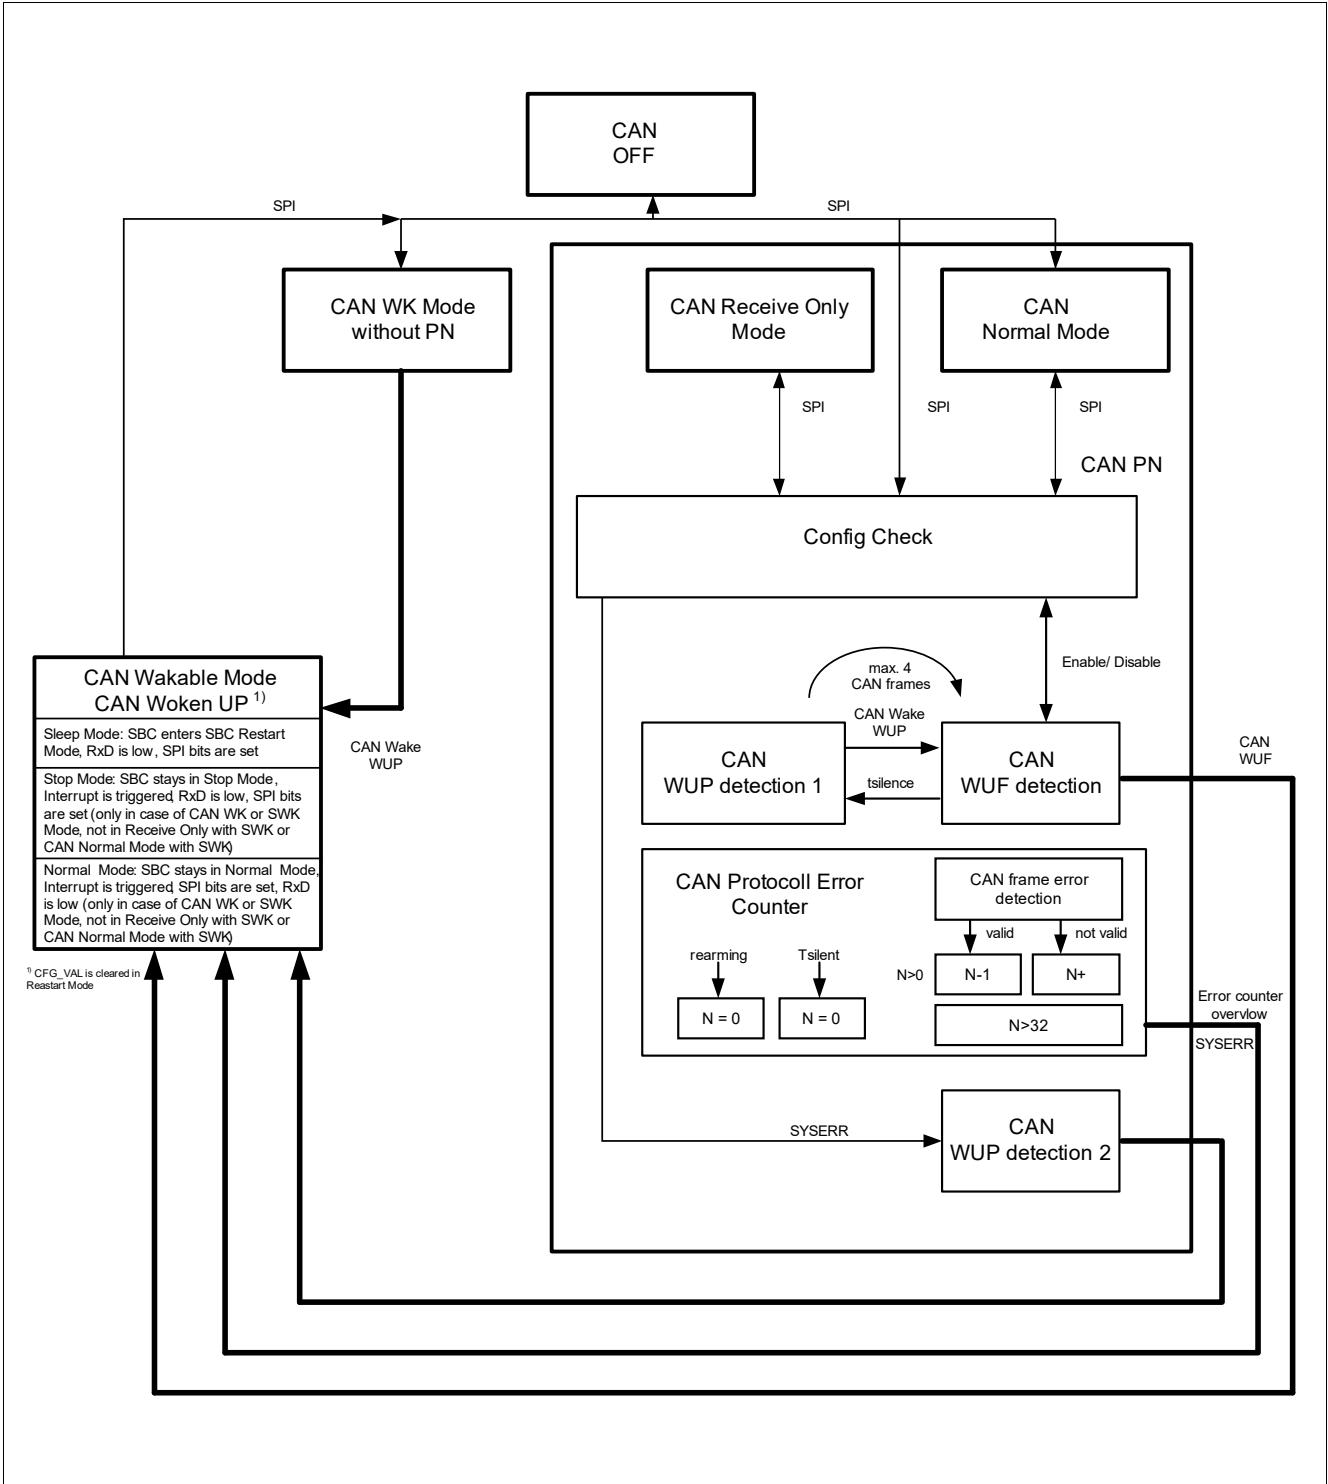 CAN
OFF
SPI
SPI
CAN WK Mode
without PN
CAN Receive Only
Mode
CAN
Normal Mode
SPI
SPI
SPI
CAN PN
Config Check
CAN Wakable Mode
CAN Woken UP 1)
Sleep Mode: SBC enters SBC Restart
Mode, RxD is low, SPI bits are set
Stop Mode: SBC stays in Stop Mode,
Interrupt is triggered, RxD is low, SPI bits
are set (only in case of CAN WK or SWK
Mode, not in Receive Only with SWK or
CAN Normal Mode with SWK)
Normal Mode: SBC stays in Normal Mode,
Interrupt is triggered, SPI bits are set, RxD
is low (only in case of CAN WK or SWK
Mode, not in Receive Only with SWK or
CAN Normal Mode with SWK)
1) CFG_VAL is cleared in
Reastart Mode
CAN Wake
WUP
Enable/ Disable
max. 4
CAN frames
CAN Wake
WUP
tsilence
CAN
WUP detection 1
CAN
WUF detection
CAN
WUF
CAN Protocoll Error
Counter
CAN frame error
detection
valid
not valid
rearming
Tsilent
N>0
N-1
N+
N = 0
N = 0
N>32
Error counter
overvlow
SYSERR
SYSERR
CAN
WUP detection 2